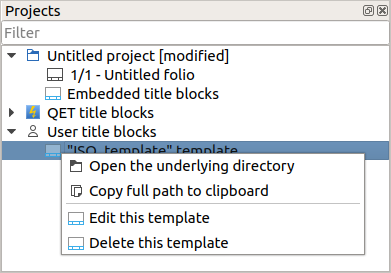 Projects
Filter
Untitled project [modified]
1/1 - Untitled folio
Embedded title blocks
QET title blocks
User title blocks
"ISO_template" template
Open the underlying directory
Copy full path to clipboard
Edit this template
Delete this template